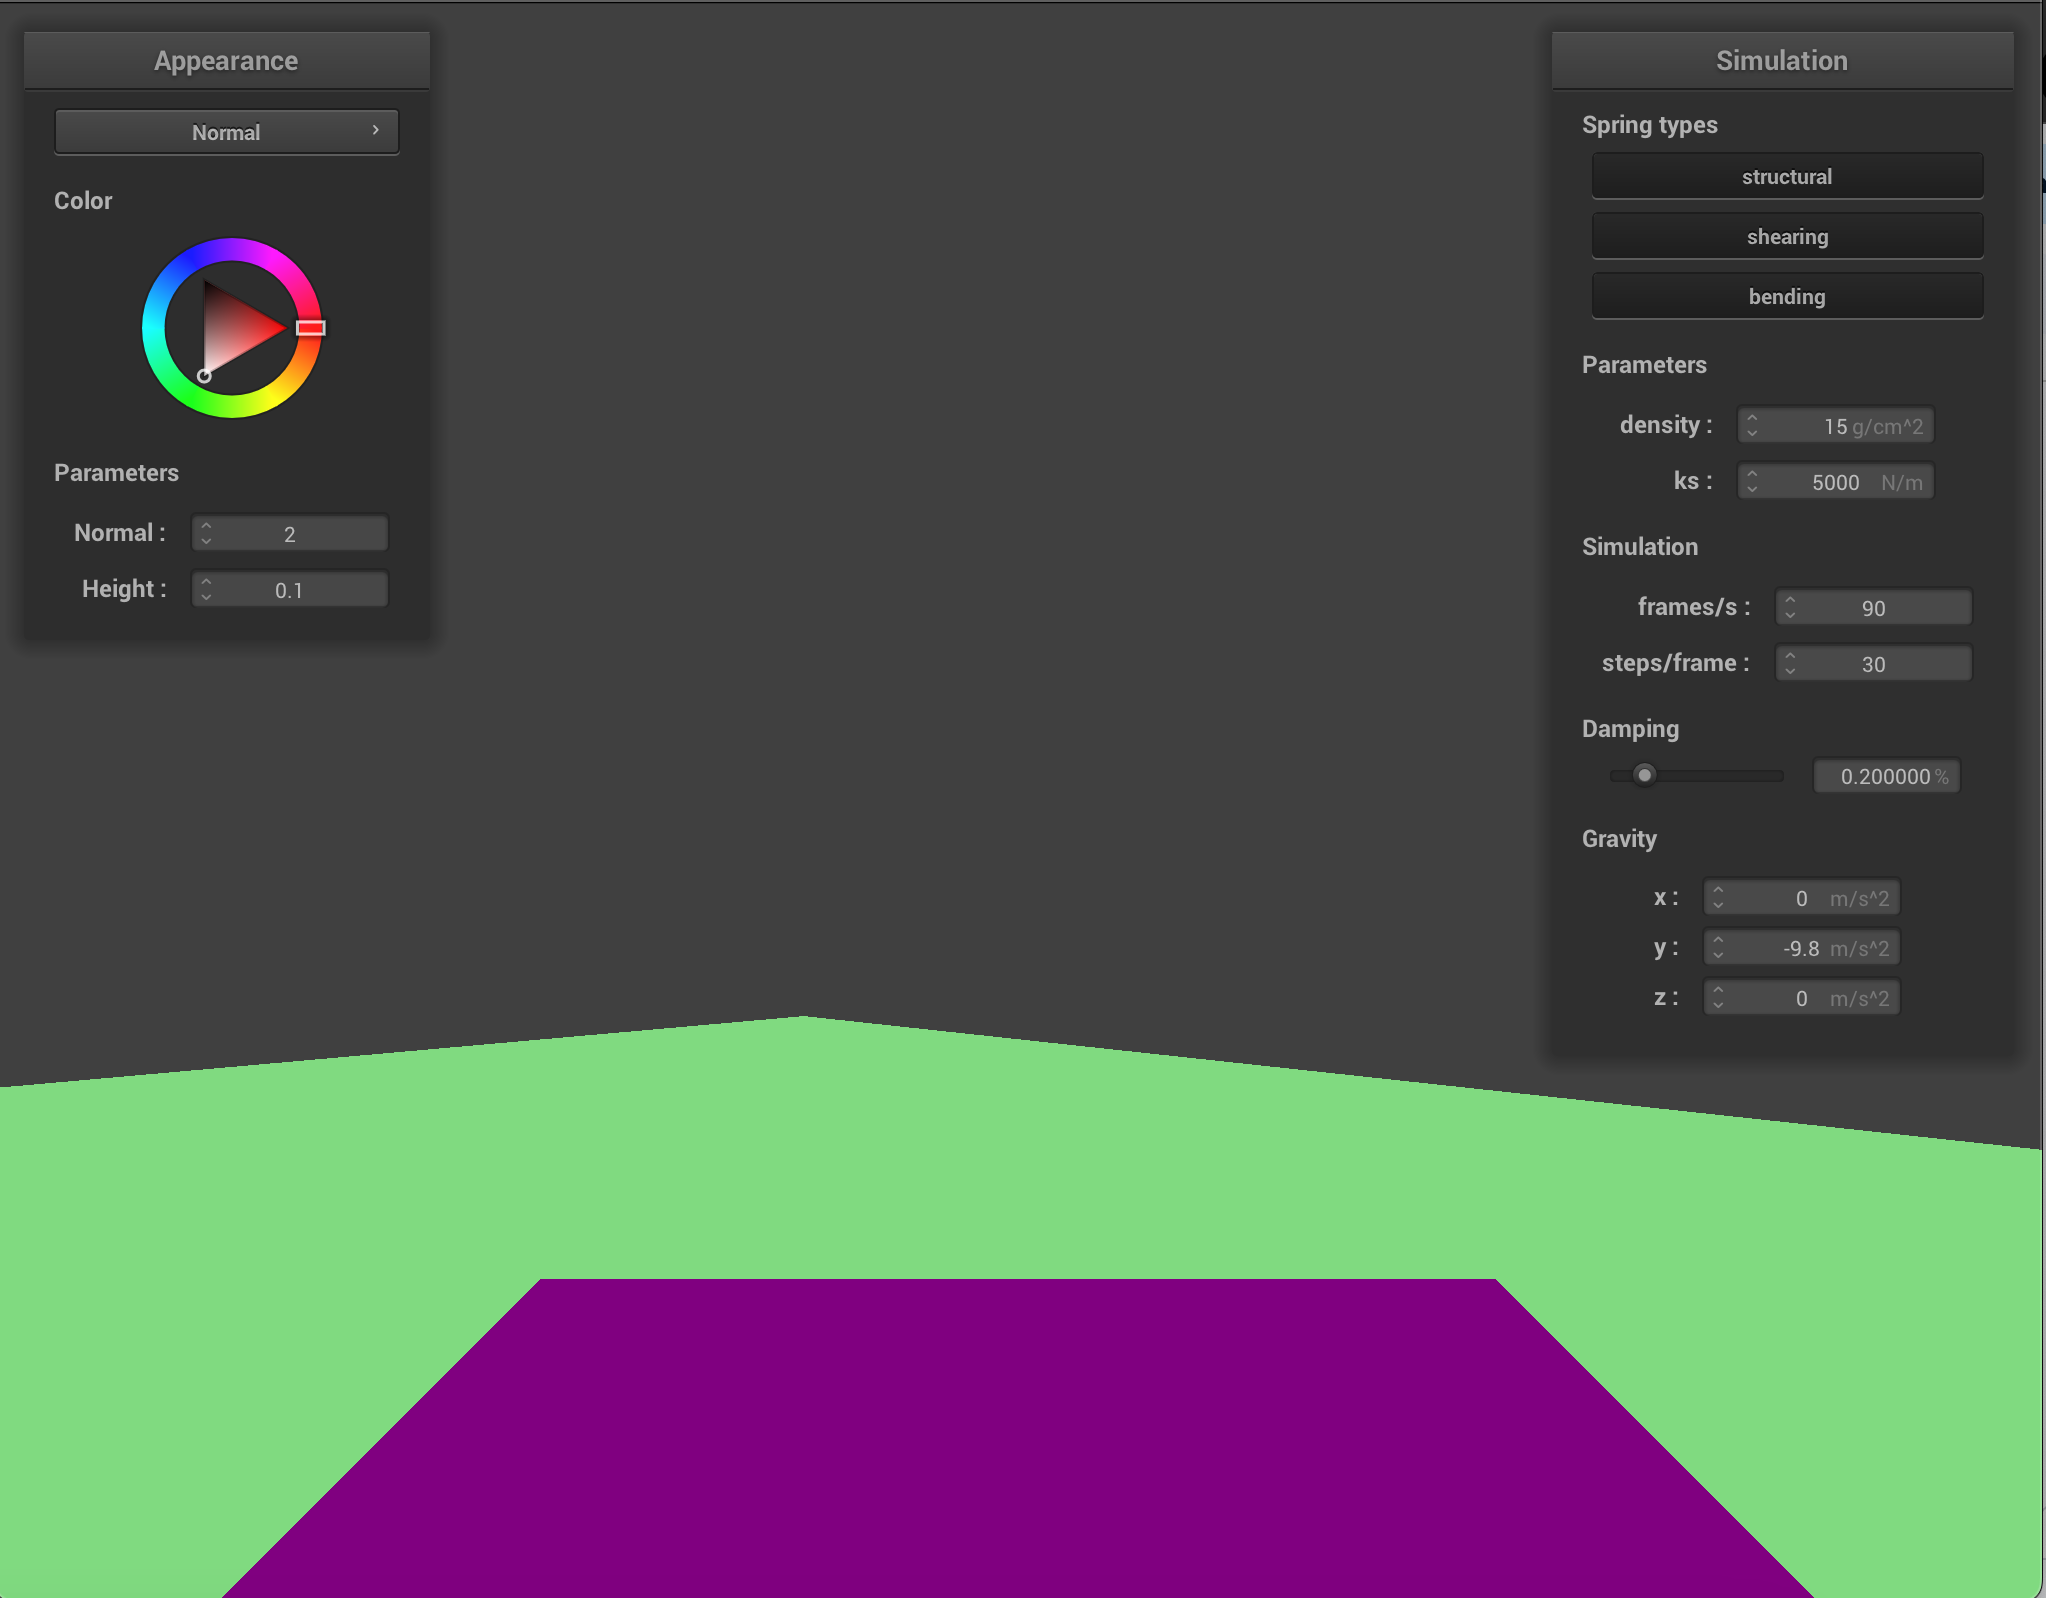 Appearance
Normal
Color
Parameters
Normal : 2
Height : 0.1
Simulation
Spring types
structural
shearing
bending
Parameters
density : 15 g/cm^2
ks : 5000 N/m
Simulation
frames/s : 90
steps/frame : 30
Damping
0.200000 %
Gravity
x : 0 m/s^2
y : -9.8 m/s^2
z : 0 m/s^2